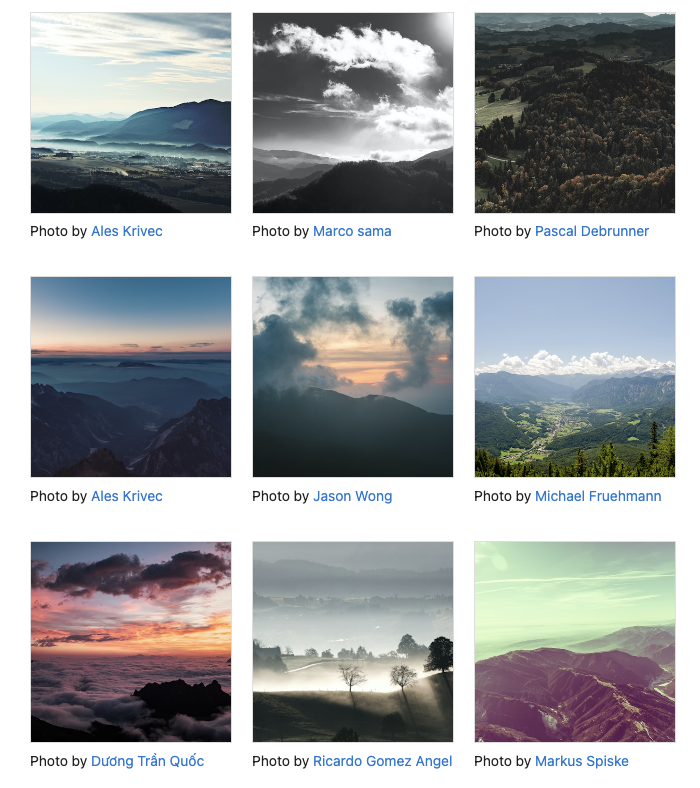 Photo by Ales Krivec
Photo by Marco sama
Photo by Pascal Debrunner
Photo by Ales Krivec
Photo by Jason Wong
Photo by Michael Fruehmann
Photo by Dương Trần Quốc
Photo by Ricardo Gomez Angel
Photo by Markus Spiske